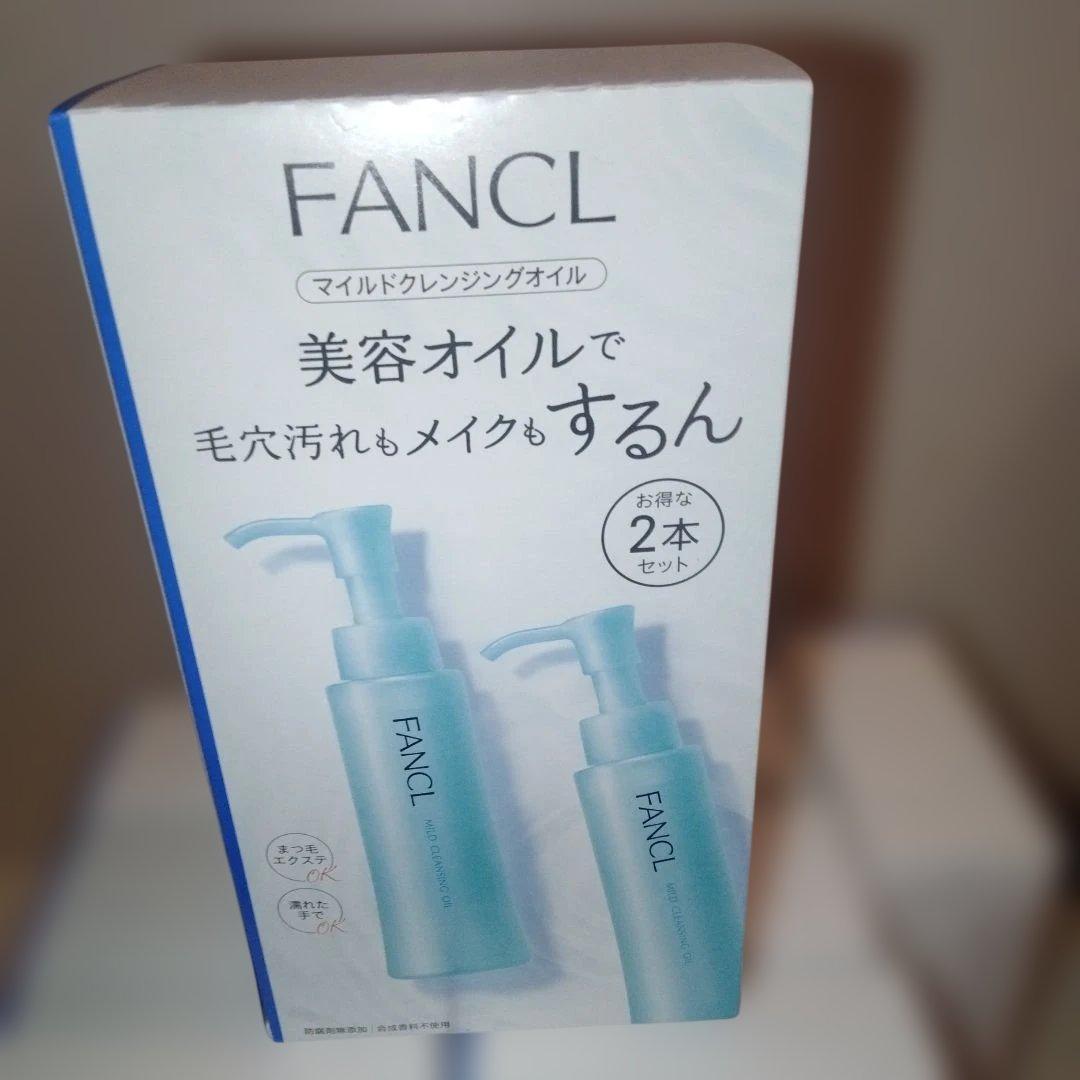 FANCL
マイルドクレンジングオイル
美容オイルで
毛穴汚れもメイクもするん
お得な
2本
セット
FANCL
MILD CLEANSING OIL
FANCL
MILD CLEANSING OIL
まつ毛
エクステ
OK
濡れた
手で
OK
防腐剤無添加|合成香料不使用